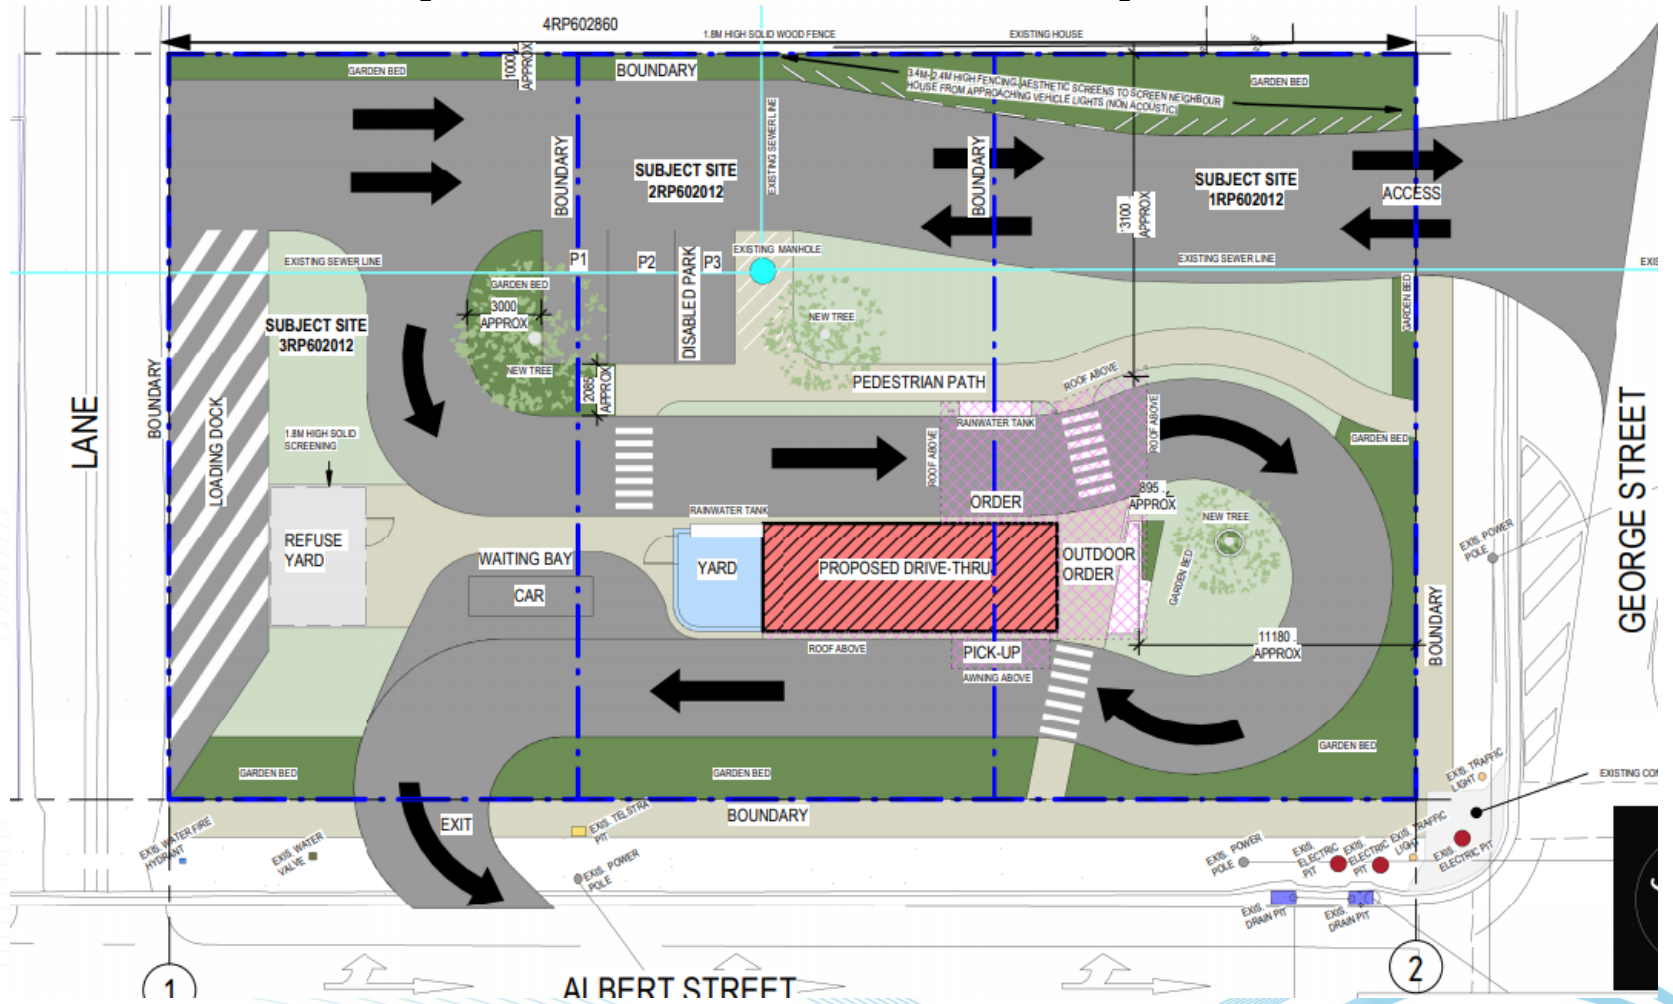 4RP602860
1.8M HIGH SOLID WOOD FENCE
EXISTING HOUSE
GARDEN BED
1000
APPROX
BOUNDARY
3.4M-2.4M HIGH FENCING-AESTHETIC SCREENS TO SCREEN NEIGHBOUR
HOUSE FROM APPROACHING VEHICLE LIGHTS (NON ACOUSTIC)
GARDEN BED
EXISTING SEWER LINE
BOUNDARY
SUBJECT SITE
2RP602012
BOUNDARY
SUBJECT SITE
1RP602012
ACCESS
3100
APPROX
EXISTING SEWER LINE
P1
P2
DISABLED PARK
P3
EXISTING MANHOLE
EXISTING SEWER LINE
GARDEN BED
3000
APPROX
NEW TREE
GARDEN BED
SUBJECT SITE
3RP602012
NEW TREE
2085
APPROX
PEDESTRIAN PATH
ROOF ABOVE
LANE
BOUNDARY
LOADING DOCK
1.8M HIGH SOLID
SCREENING
ROOF ABOVE
RAINWATER TANK
ROOF ABOVE
GARDEN BED
GEORGE STREET
ORDER
895
APPROX
RAINWATER TANK
NEW TREE
EXIS. POWER
POLE
REFUSE
YARD
WAITING BAY
CAR
YARD
PROPOSED DRIVE-THRU
OUTDOOR
ORDER
GARDEN BED
BOUNDARY
11180
APPROX
ROOF ABOVE
PICK-UP
AWNING ABOVE
GARDEN BED
GARDEN BED
GARDEN BED
EXIS. TRAFFIC
LIGHT
BOUNDARY
EXIT
EXIS. WATER FIRE
HYDRANT
EXIS. WATER
VALVE
EXIS. TELSTRA
PIT
EXIS. POWER
POLE
EXIS. POWER
POLE
EXIS.
ELECTRIC
PIT
EXIS.
ELECTRIC
PIT
EXIS. TRAFFIC
LIGHT
EXIS.
ELECTRIC PIT
EXIS.
DRAIN PIT
EXIS.
DRAIN PIT
1
ALBERT STREET
2